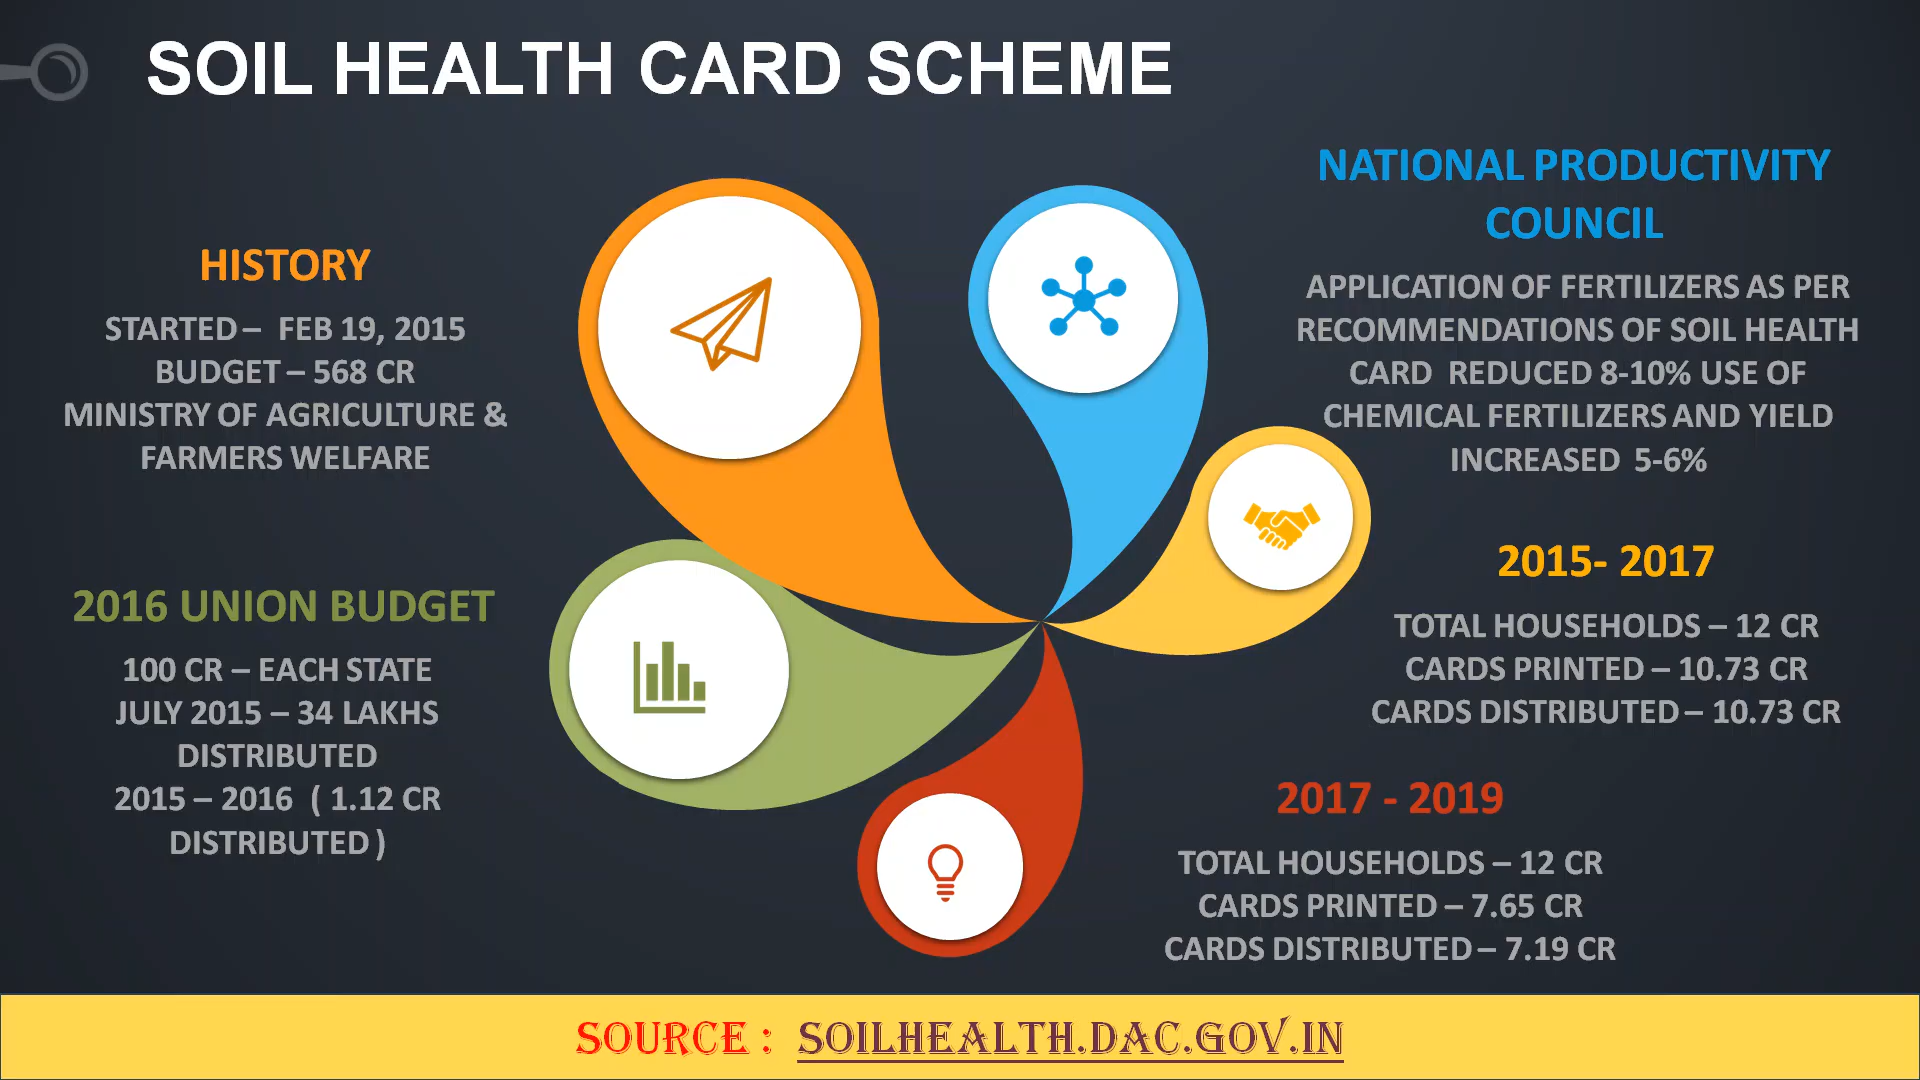 SOIL HEALTH CARD SCHEME
HISTORY
STARTED – FEB 19, 2015
BUDGET – 568 CR
MINISTRY OF AGRICULTURE &
FARMERS WELFARE
2016 UNION BUDGET
100 CR – EACH STATE
JULY 2015 – 34 LAKHS
DISTRIBUTED
2015 – 2016 ( 1.12 CR
DISTRIBUTED )
NATIONAL PRODUCTIVITY
COUNCIL
APPLICATION OF FERTILIZERS AS PER
RECOMMENDATIONS OF SOIL HEALTH
CARD REDUCED 8-10% USE OF
CHEMICAL FERTILIZERS AND YIELD
INCREASED 5-6%
2015- 2017
TOTAL HOUSEHOLDS – 12 CR
CARDS PRINTED – 10.73 CR
CARDS DISTRIBUTED – 10.73 CR
2017 - 2019
TOTAL HOUSEHOLDS – 12 CR
CARDS PRINTED – 7.65 CR
CARDS DISTRIBUTED – 7.19 CR
SOURCE : SOILHEALTH.DAC.GOV.IN